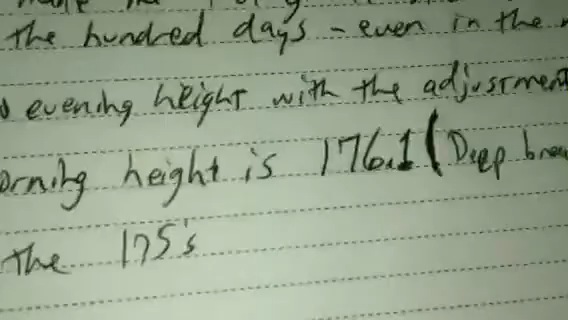 the hundred days - even in the
evening height with the adjustment
orning height is 176.1 (Deep brea
the 175's